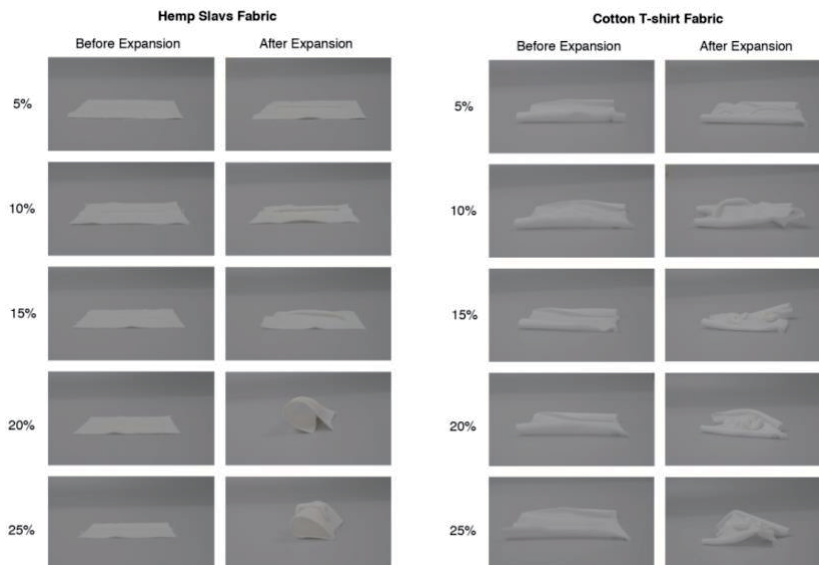 Hemp Slavs Fabric
Before Expansion After Expansion
5%
10%
15%
20%
25%
Cotton T-shirt Fabric
Before Expansion After Expansion
5%
10%
15%
20%
25%